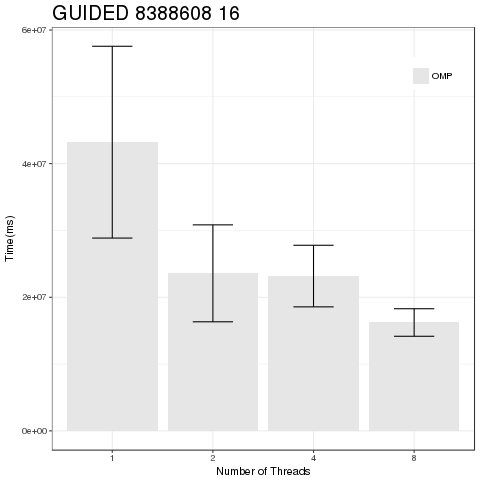 GUIDED 8388608 16
6e+07
4e+07
2e+07
0e+00
Time(ms)
OMP
1 2 4 8
Number of Threads